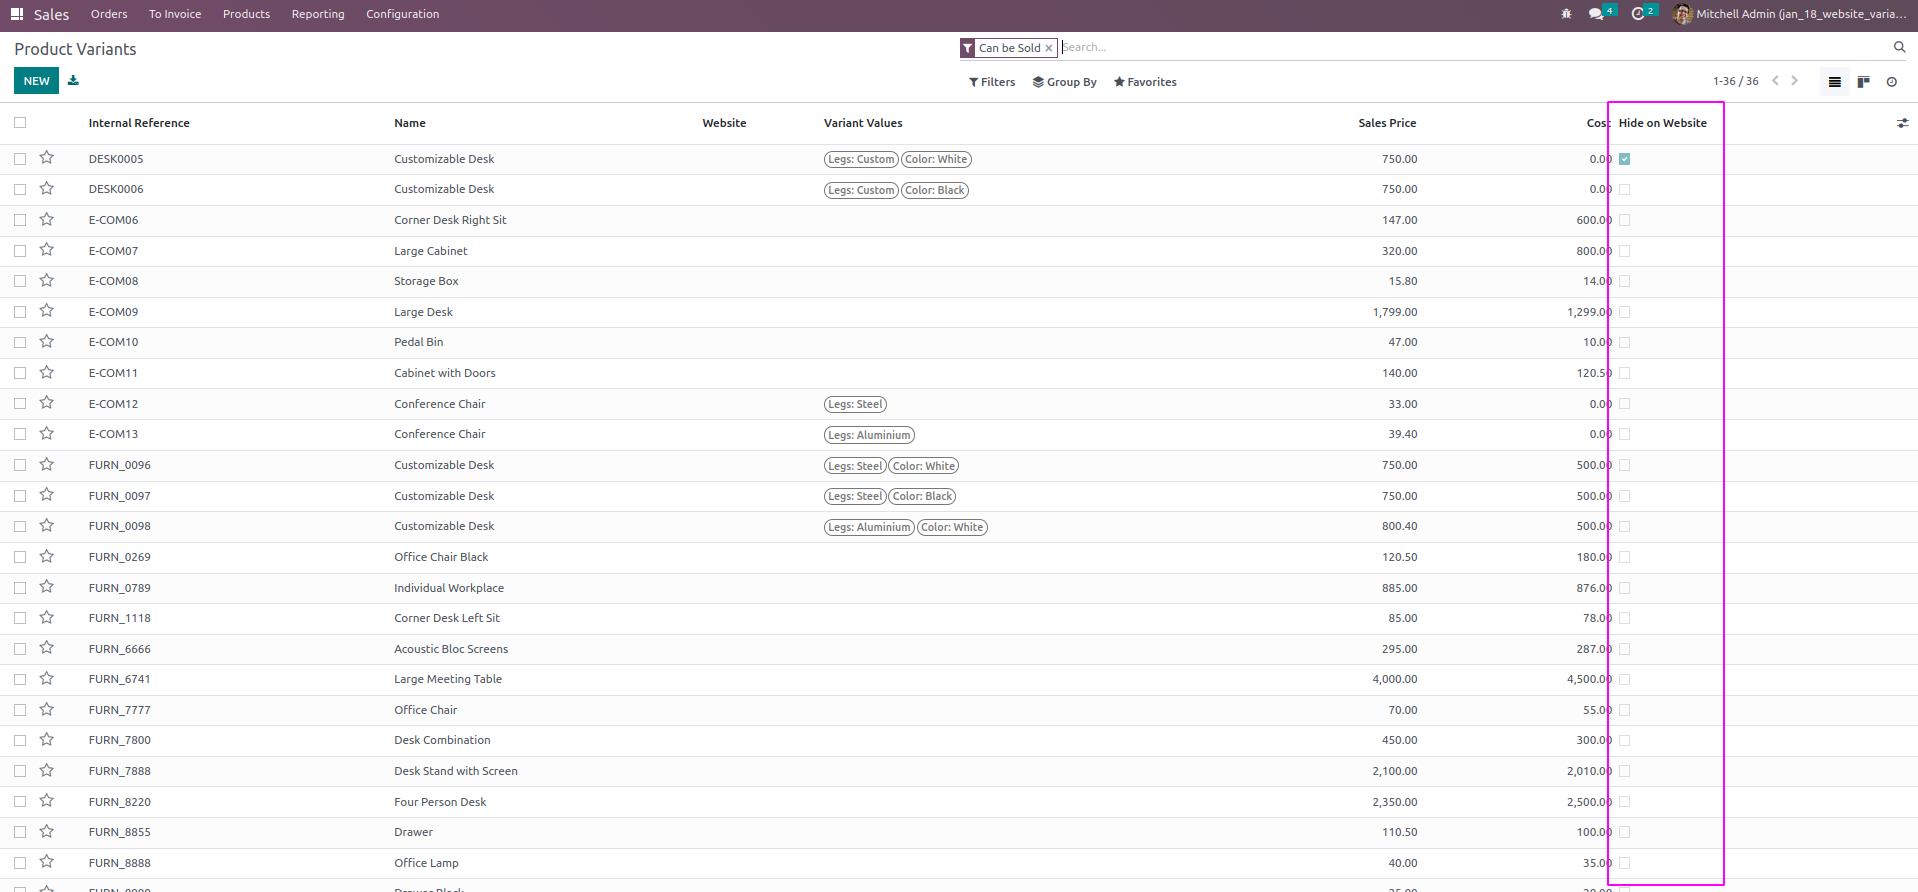 Sales Orders To Invoice Products Reporting Configuration 4 2 Mitchell Admin (jan_18_website_varia...
Product Variants Can be Sold × Search...
NEW Filters Group By Favorites 1-36 / 36
Internal Reference Name Website Variant Values Sales Price Cost Hide on Website
DESK0005 Customizable Desk Legs: Custom Color: White 750.00 0.00
DESK0006 Customizable Desk Legs: Custom Color: Black 750.00 0.00
E-COM06 Corner Desk Right Sit 147.00 600.00
E-COM07 Large Cabinet 320.00 800.00
E-COM08 Storage Box 15.80 14.00
E-COM09 Large Desk 1,799.00 1,299.00
E-COM10 Pedal Bin 47.00 10.00
E-COM11 Cabinet with Doors 140.00 120.50
E-COM12 Conference Chair Legs: Steel 33.00 0.00
E-COM13 Conference Chair Legs: Aluminium 39.40 0.00
FURN_0096 Customizable Desk Legs: Steel Color: White 750.00 500.00
FURN_0097 Customizable Desk Legs: Steel Color: Black 750.00 500.00
FURN_0098 Customizable Desk Legs: Aluminium Color: White 800.40 500.00
FURN_0269 Office Chair Black 120.50 180.00
FURN_0789 Individual Workplace 885.00 876.00
FURN_1118 Corner Desk Left Sit 85.00 78.00
FURN_6666 Acoustic Bloc Screens 295.00 287.00
FURN_6741 Large Meeting Table 4,000.00 4,500.00
FURN_7777 Office Chair 70.00 55.00
FURN_7800 Desk Combination 450.00 300.00
FURN_7888 Desk Stand with Screen 2,100.00 2,010.00
FURN_8220 Four Person Desk 2,350.00 2,500.00
FURN_8855 Drawer 110.50 100.00
FURN_8888 Office Lamp 40.00 35.00
Drawer Black